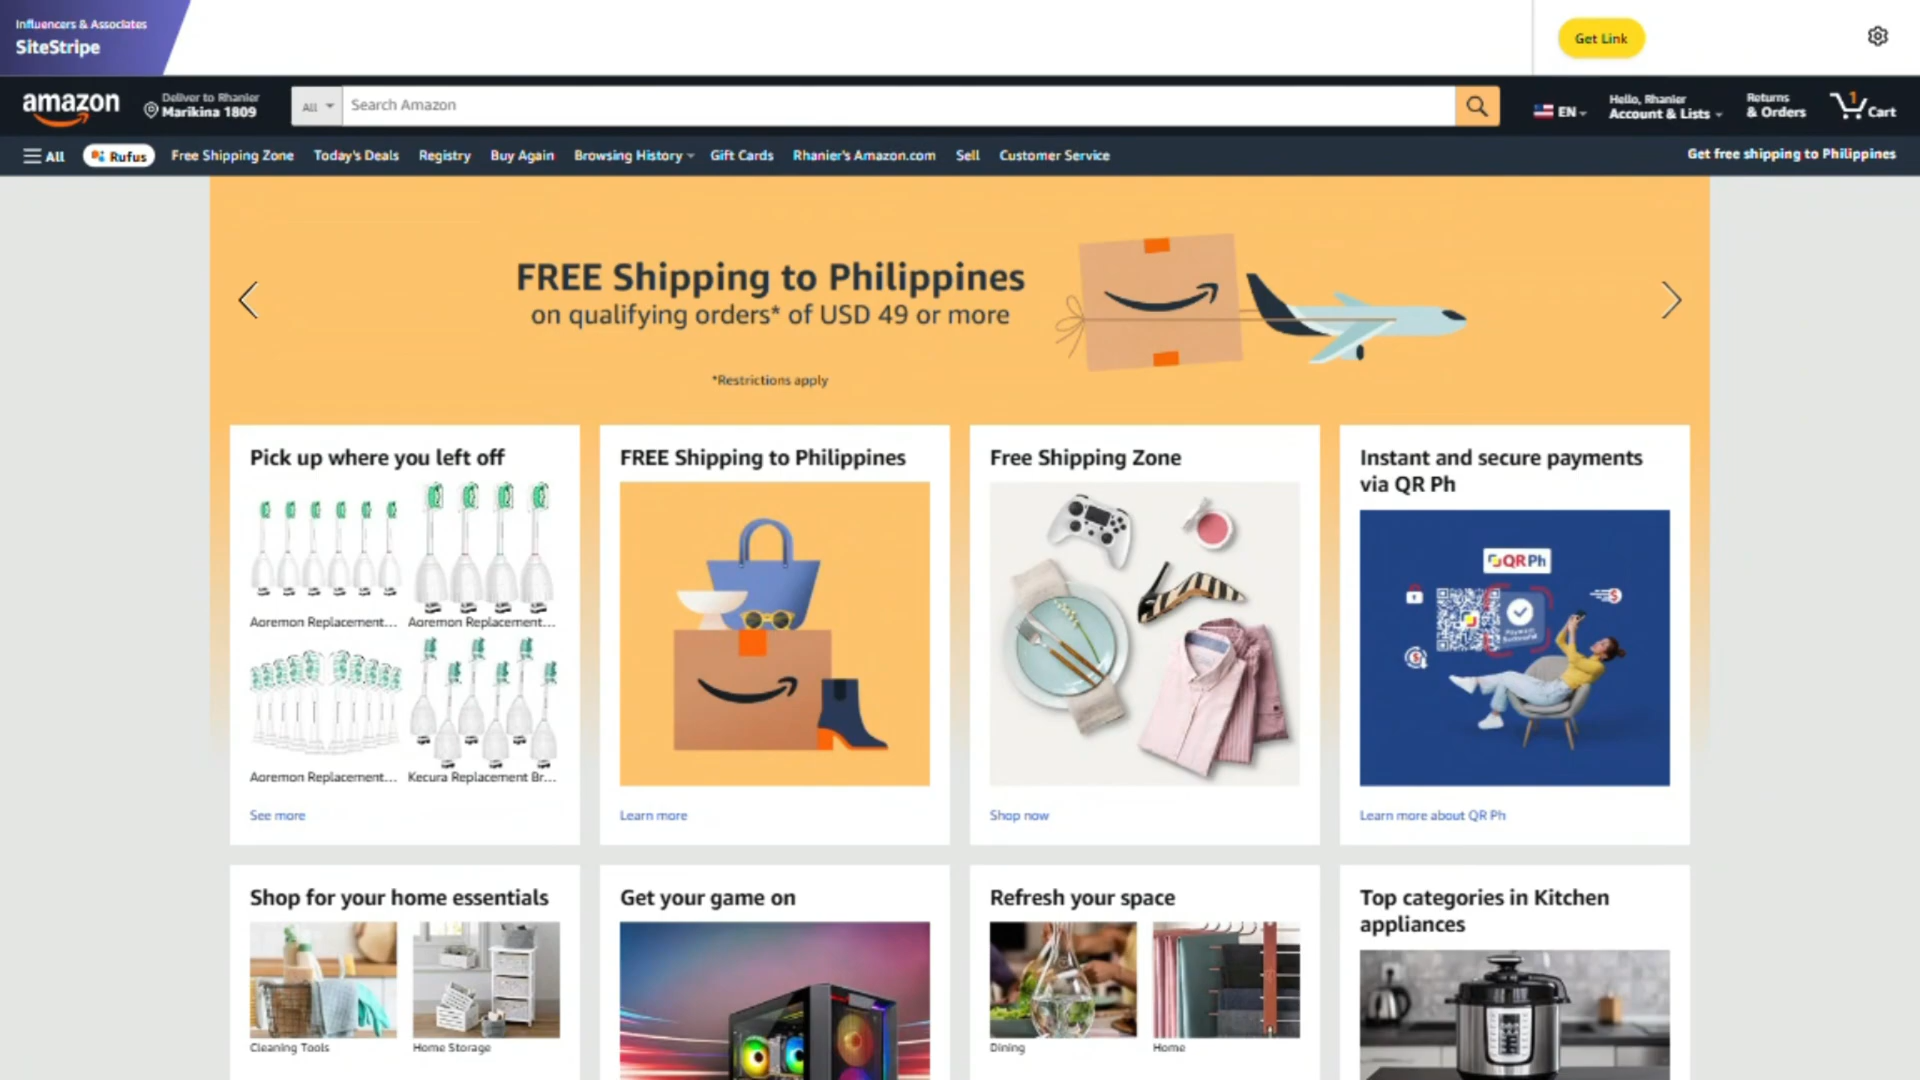 Influencers & Associates
SiteStripe
Get Link
amazon
Deliver to Rhanier
Marikina 1809
All
Search Amazon
EN
Hello, Rhanier
Account & Lists
Returns
& Orders
1
Cart
All
Rufus
Free Shipping Zone
Today's Deals
Registry
Buy Again
Browsing History
Gift Cards
Rhanier's Amazon.com
Sell
Customer Service
Get free shipping to Philippines
FREE Shipping to Philippines
on qualifying orders* of USD 49 or more
*Restrictions apply
Pick up where you left off
Aoremon Replacement...
Aoremon Replacement...
Aoremon Replacement...
Kecura Replacement Br...
See more
FREE Shipping to Philippines
Learn more
Free Shipping Zone
Shop now
Instant and secure payments
via QR Ph
QR Ph
Payment
Successful
Learn more about QR Ph
Shop for your home essentials
Cleaning Tools
Home Storage
Get your game on
Refresh your space
Dining
Home
Top categories in Kitchen
appliances